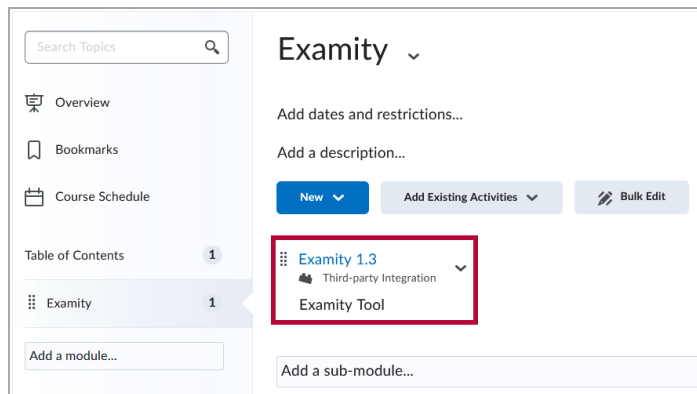 Search Topics
Overview
Bookmarks
Course Schedule
Table of Contents 1
Examity 1
Add a module...
Examity
Add dates and restrictions...
Add a description...
New Add Existing Activities Bulk Edit
Examity 1.3
Third-party Integration
Examity Tool
Add a sub-module...